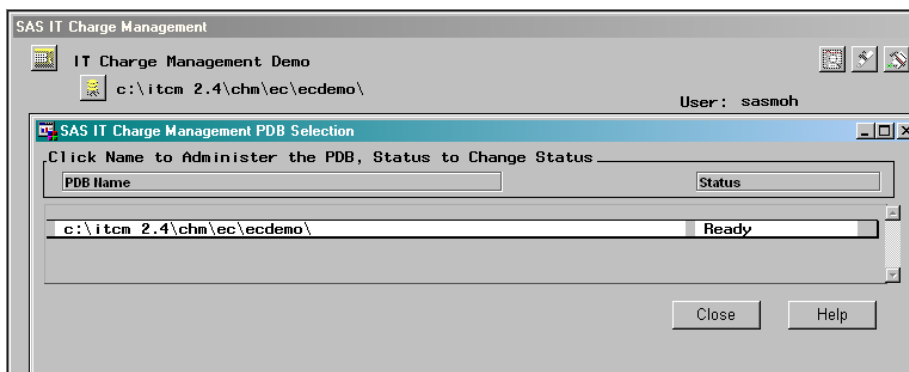 SAS IT Charge Management
IT Charge Management Demo
c:\itcm 2.4\chm\ec\ecdemo\
User: sasmoh
SAS IT Charge Management PDB Selection
Click Name to Administer the PDB, Status to Change Status
PDB Name Status
c:\itcm 2.4\chm\ec\ecdemo\ Ready
Close Help